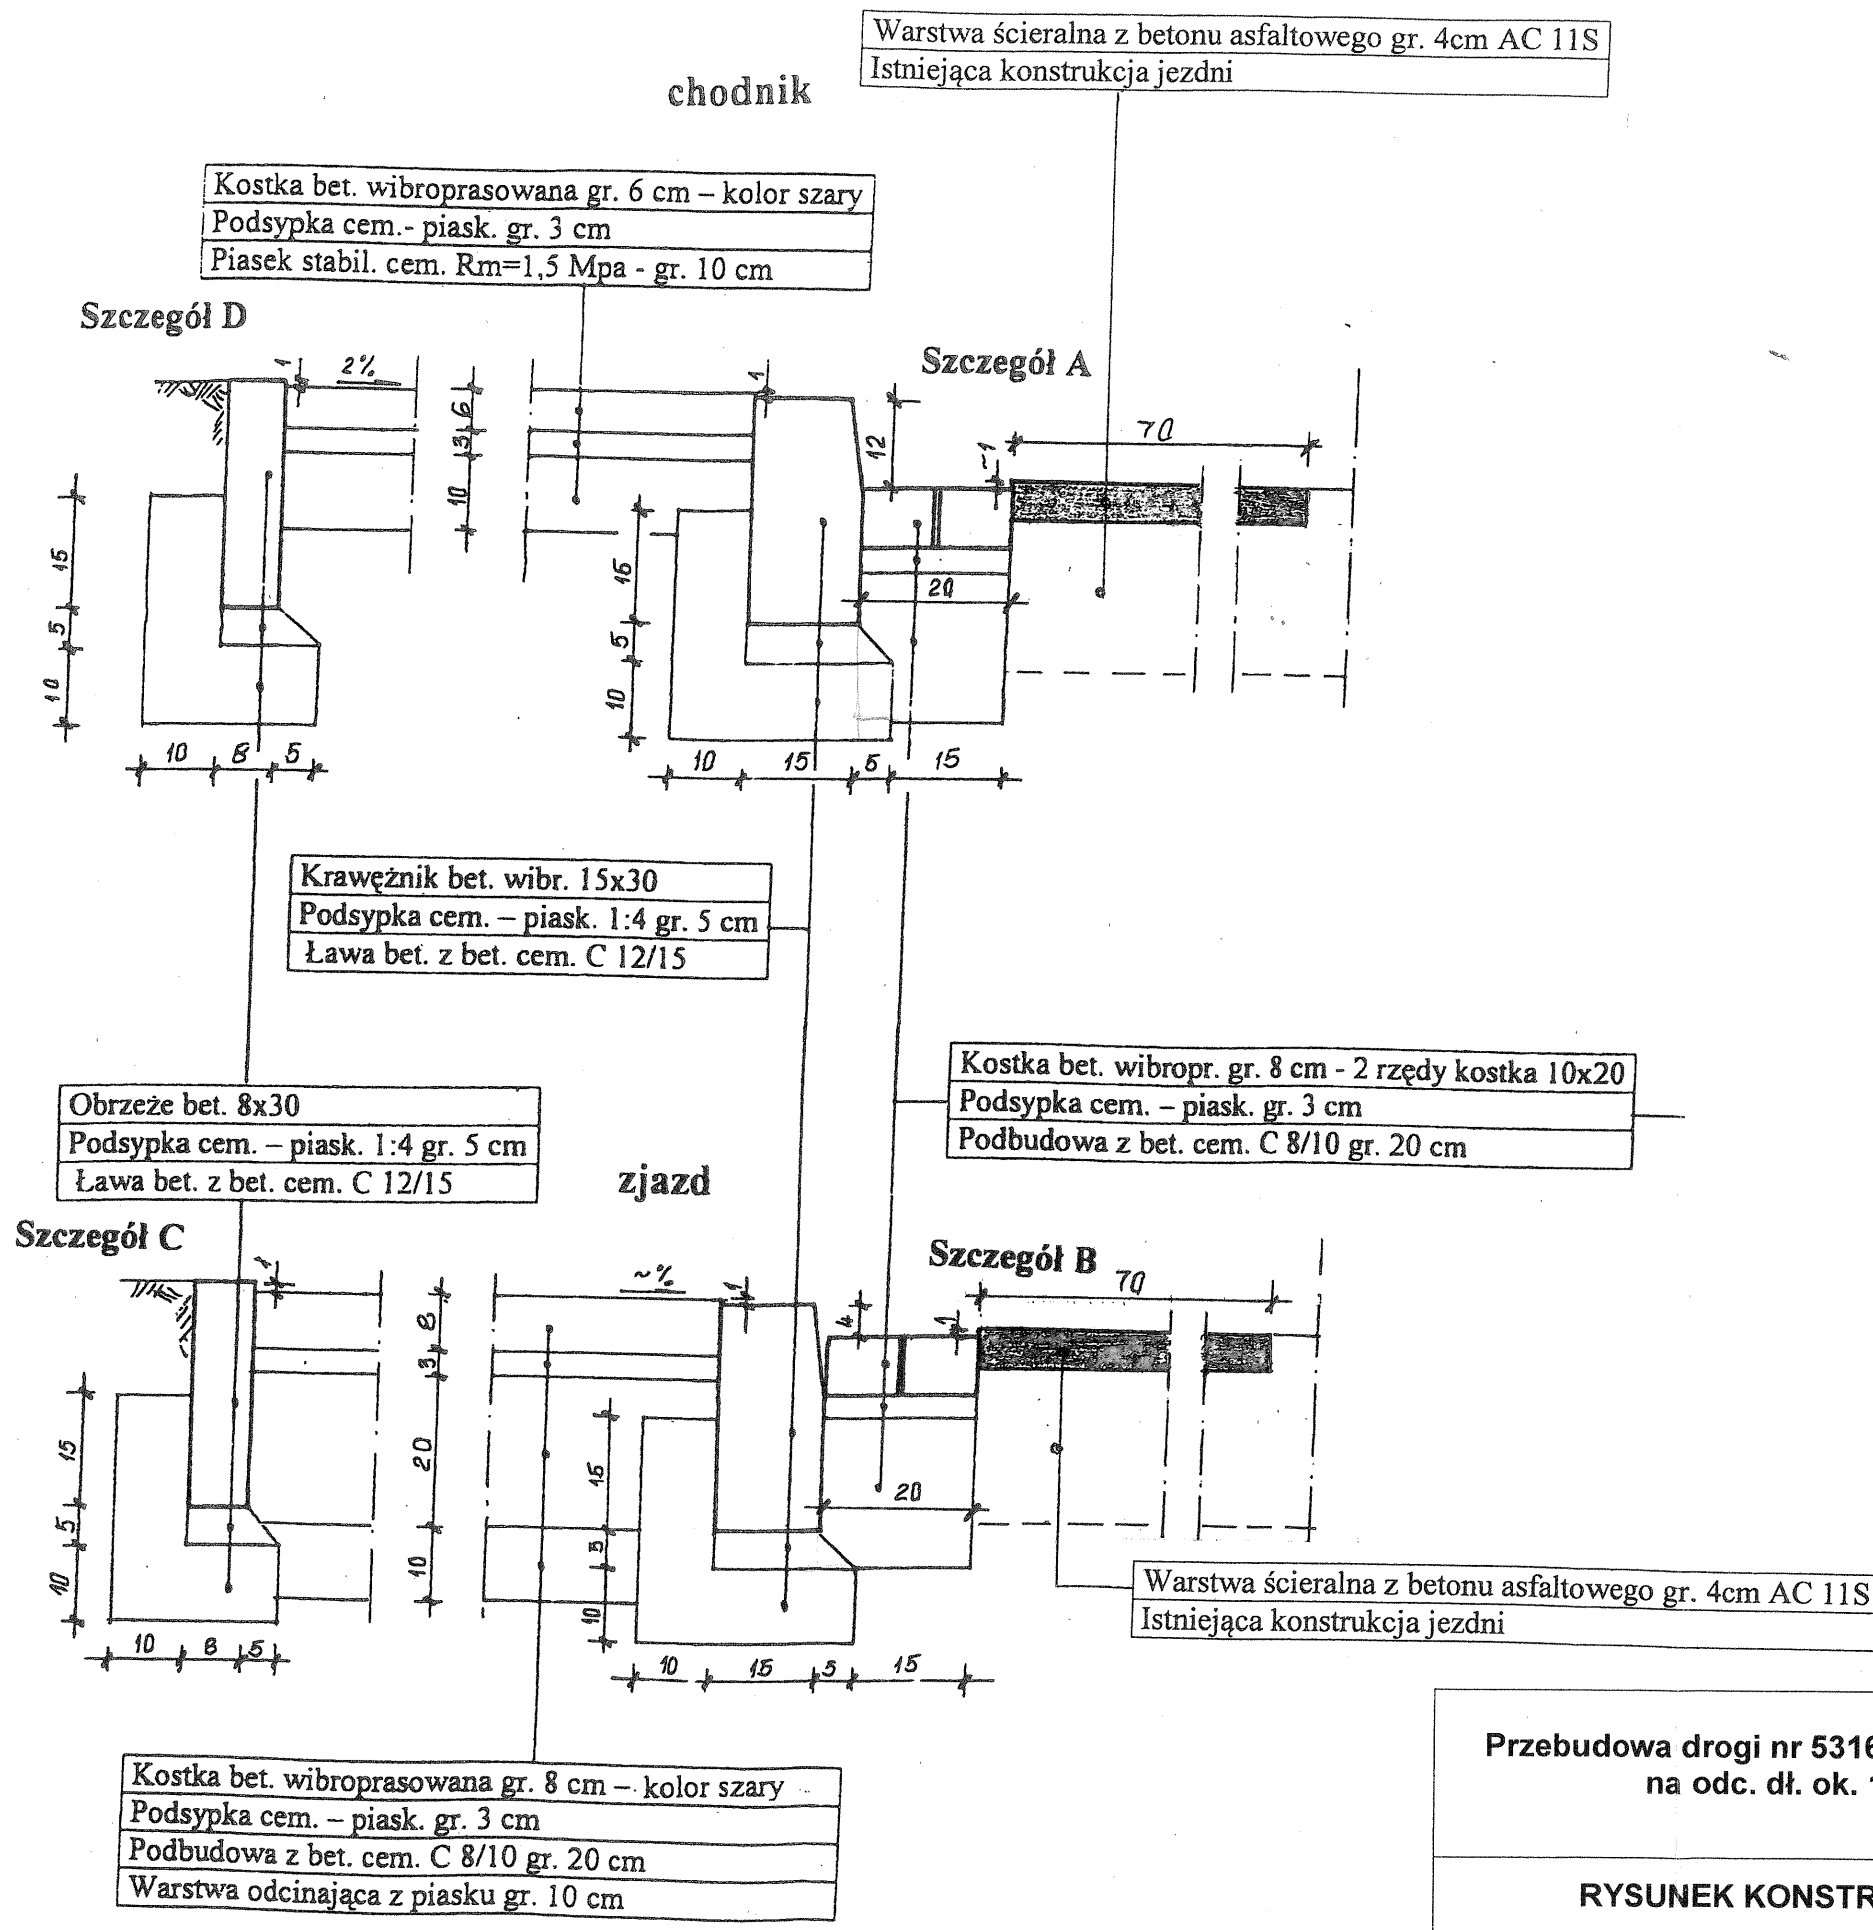 Warstwa ścieralna z betonu asfaltowego gr. 4cm AC 11S
Istniejąca konstrukcja jezdni
chodnik
Kostka bet. wibroprasowana gr. 6 cm – kolor szary
Podsypka cem.- piask. gr. 3 cm
Piasek stabil. cem. Rm=1,5 Mpa - gr. 10 cm
Szczegół D
Szczegół A
1
2%
6
3
10
1
12
~1
70
15
5
10
15
5
10
20
10 8 5
10 15 5 15
Krawężnik bet. wibr. 15x30
Podsypka cem. – piask. 1:4 gr. 5 cm
Ława bet. z bet. cem. C 12/15
Kostka bet. wibropr. gr. 8 cm - 2 rzędy kostka 10x20
Podsypka cem. – piask. gr. 3 cm
Podbudowa z bet. cem. C 8/10 gr. 20 cm
Obrzeże bet. 8x30
Podsypka cem. – piask. 1:4 gr. 5 cm
Ława bet. z bet. cem. C 12/15
zjazd
Szczegół C
Szczegół B
1
8
3
20
10
~%
1
4
1
70
15
5
10
15
5
10
20
10 8 5
10 15 5 15
Warstwa ścieralna z betonu asfaltowego gr. 4cm AC 11S
Istniejąca konstrukcja jezdni
Kostka bet. wibroprasowana gr. 8 cm – kolor szary
Podsypka cem. – piask. gr. 3 cm
Podbudowa z bet. cem. C 8/10 gr. 20 cm
Warstwa odcinająca z piasku gr. 10 cm
Przebudowa drogi nr 5316
na odc. dł. ok.
RYSUNEK KONSTR